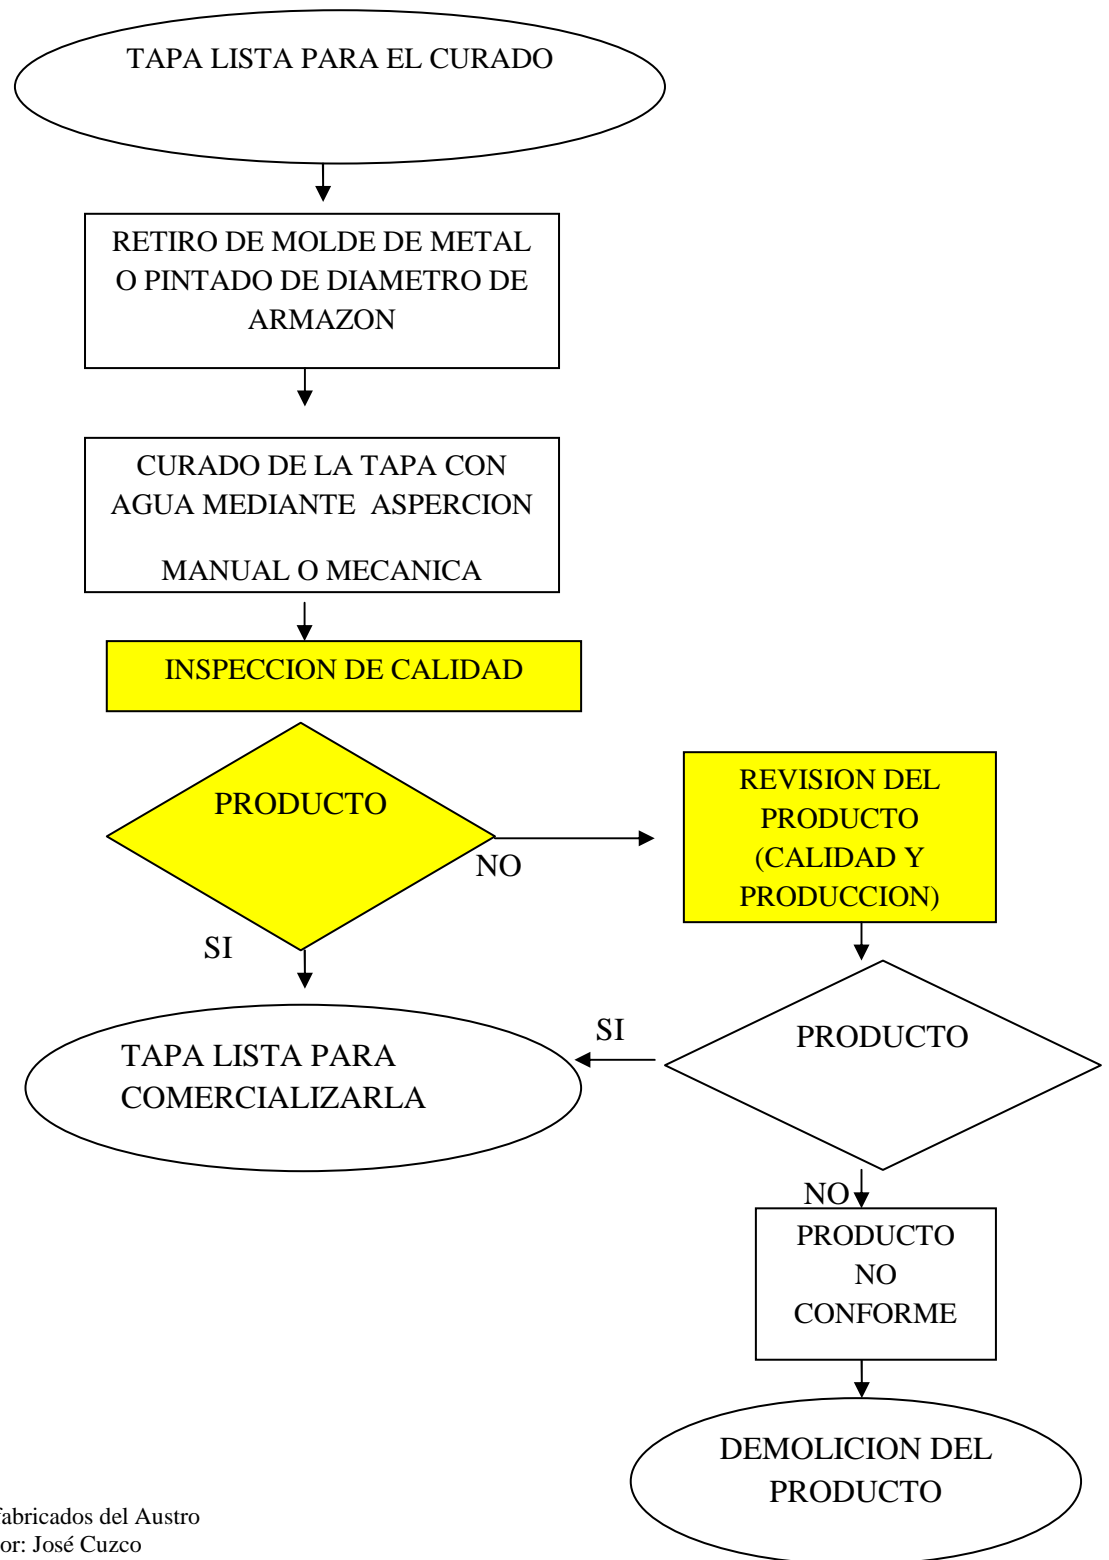 TAPA LISTA PARA EL CURADO
RETIRO DE MOLDE DE METAL
O PINTADO DE DIAMETRO DE
ARMAZON
CURADO DE LA TAPA CON
AGUA MEDIANTE ASPERCION
MANUAL O MECANICA
INSPECCION DE CALIDAD
PRODUCTO
NO
SI
REVISION DEL
PRODUCTO
(CALIDAD Y
PRODUCCION)
TAPA LISTA PARA
COMERCIALIZARLA
SI
PRODUCTO
NO
PRODUCTO
NO
CONFORME
DEMOLICION DEL
PRODUCTO
fabricados del Austro
or: José Cuzco